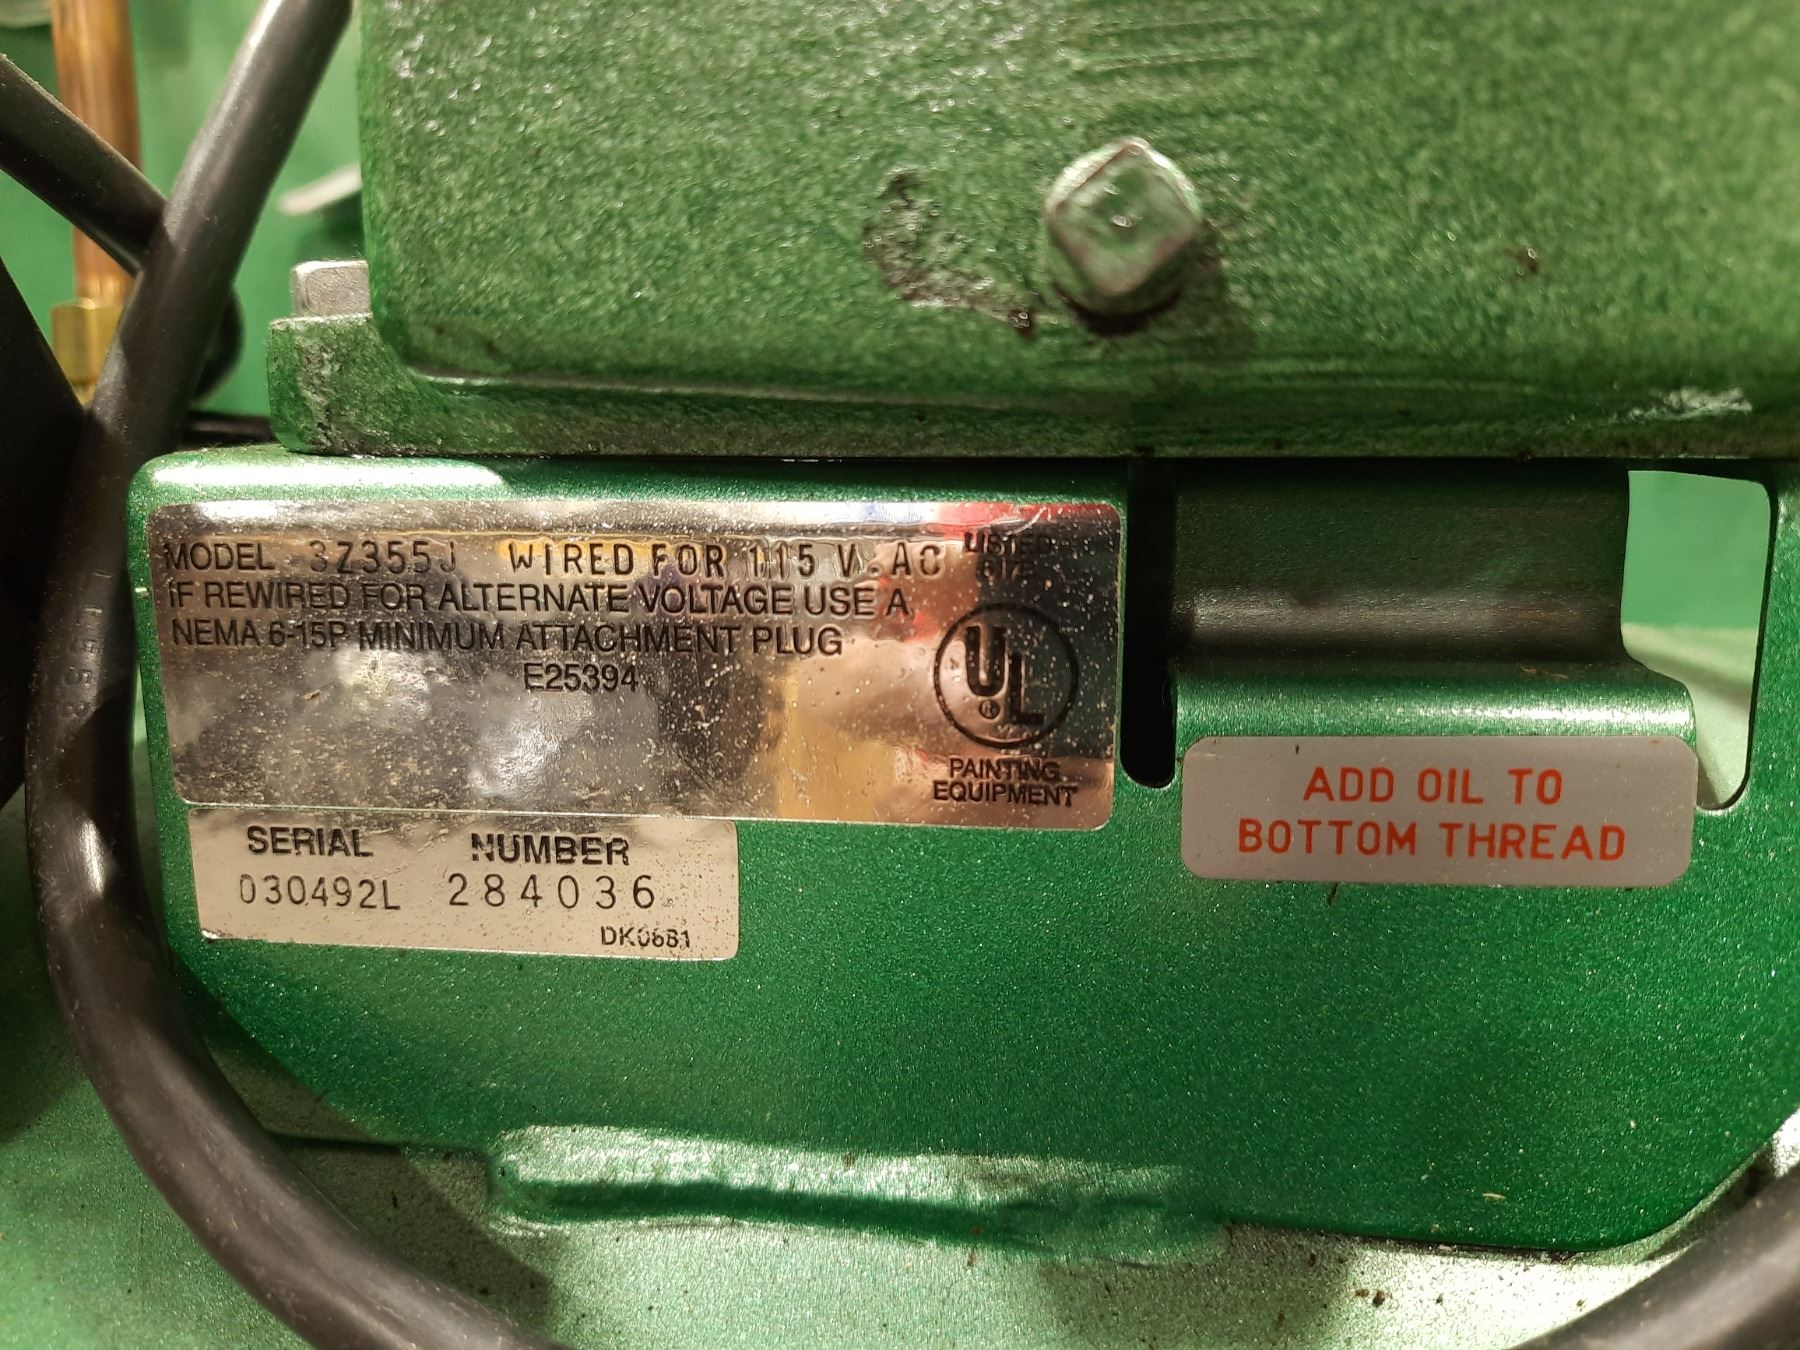 MODEL 3Z355J WIRED FOR 115 V. AC
IF REWIRED FOR ALTERNATE VOLTAGE USE A
NEMA 6-15P MINIMUM ATTACHMENT PLUG
E25394
LISTED
UL
®
PAINTING
EQUIPMENT
SERIAL NUMBER
030492L 284036
ADD OIL TO
BOTTOM THREAD